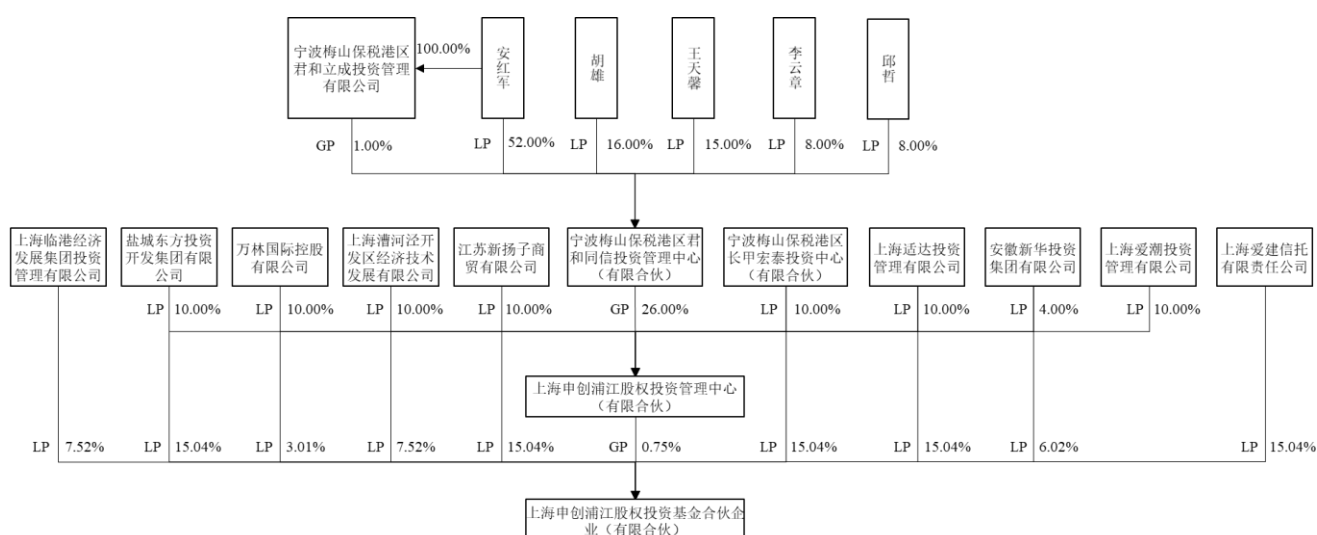 宁波梅山保税港区
君和立成投资管理
有限公司
100.00%
安红军
胡雄
王天馨
李云章
邱哲
GP 1.00%
LP 52.00%
LP 16.00%
LP 15.00%
LP 8.00%
LP 8.00%
上海临港经济
发展集团投资
管理有限公司
盐城东方投资
开发集团有限
公司
万林国际控股
有限公司
上海漕河泾开
发区经济技术
发展有限公司
江苏新扬子商
贸有限公司
宁波梅山保税港区君
和同信投资管理中心
（有限合伙）
宁波梅山保税港区
长甲宏泰投资中心
（有限合伙）
上海适达投资
管理有限公司
安徽新华投资
集团有限公司
上海爱潮投资
管理有限公司
上海爱建信托
有限责任公司
LP 10.00%
LP 10.00%
LP 10.00%
LP 10.00%
GP 26.00%
LP 10.00%
LP 10.00%
LP 4.00%
LP 10.00%
上海申创浦江股权投资管理中心
（有限合伙）
LP 7.52%
LP 15.04%
LP 3.01%
LP 7.52%
LP 15.04%
GP 0.75%
LP 15.04%
LP 15.04%
LP 6.02%
LP 15.04%
上海申创浦江股权投资基金合伙企
业（有限合伙）